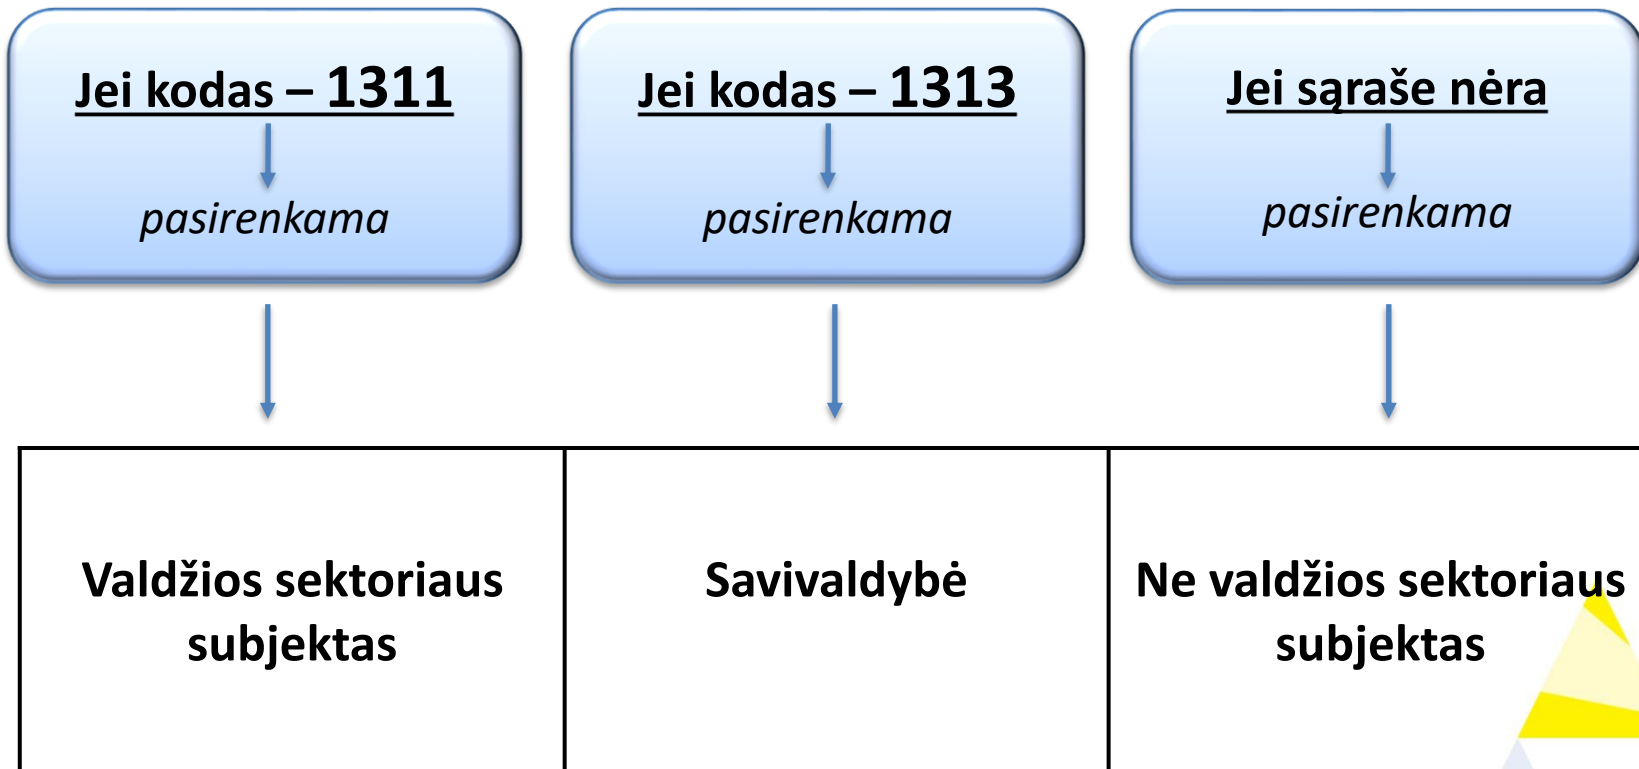 Jei kodas – 1311
pasirenkama
Jei kodas – 1313
pasirenkama
Jei sąraše nėra
pasirenkama
Valdžios sektoriaus
subjektas
Savivaldybė
Ne valdžios sektoriaus
subjektas